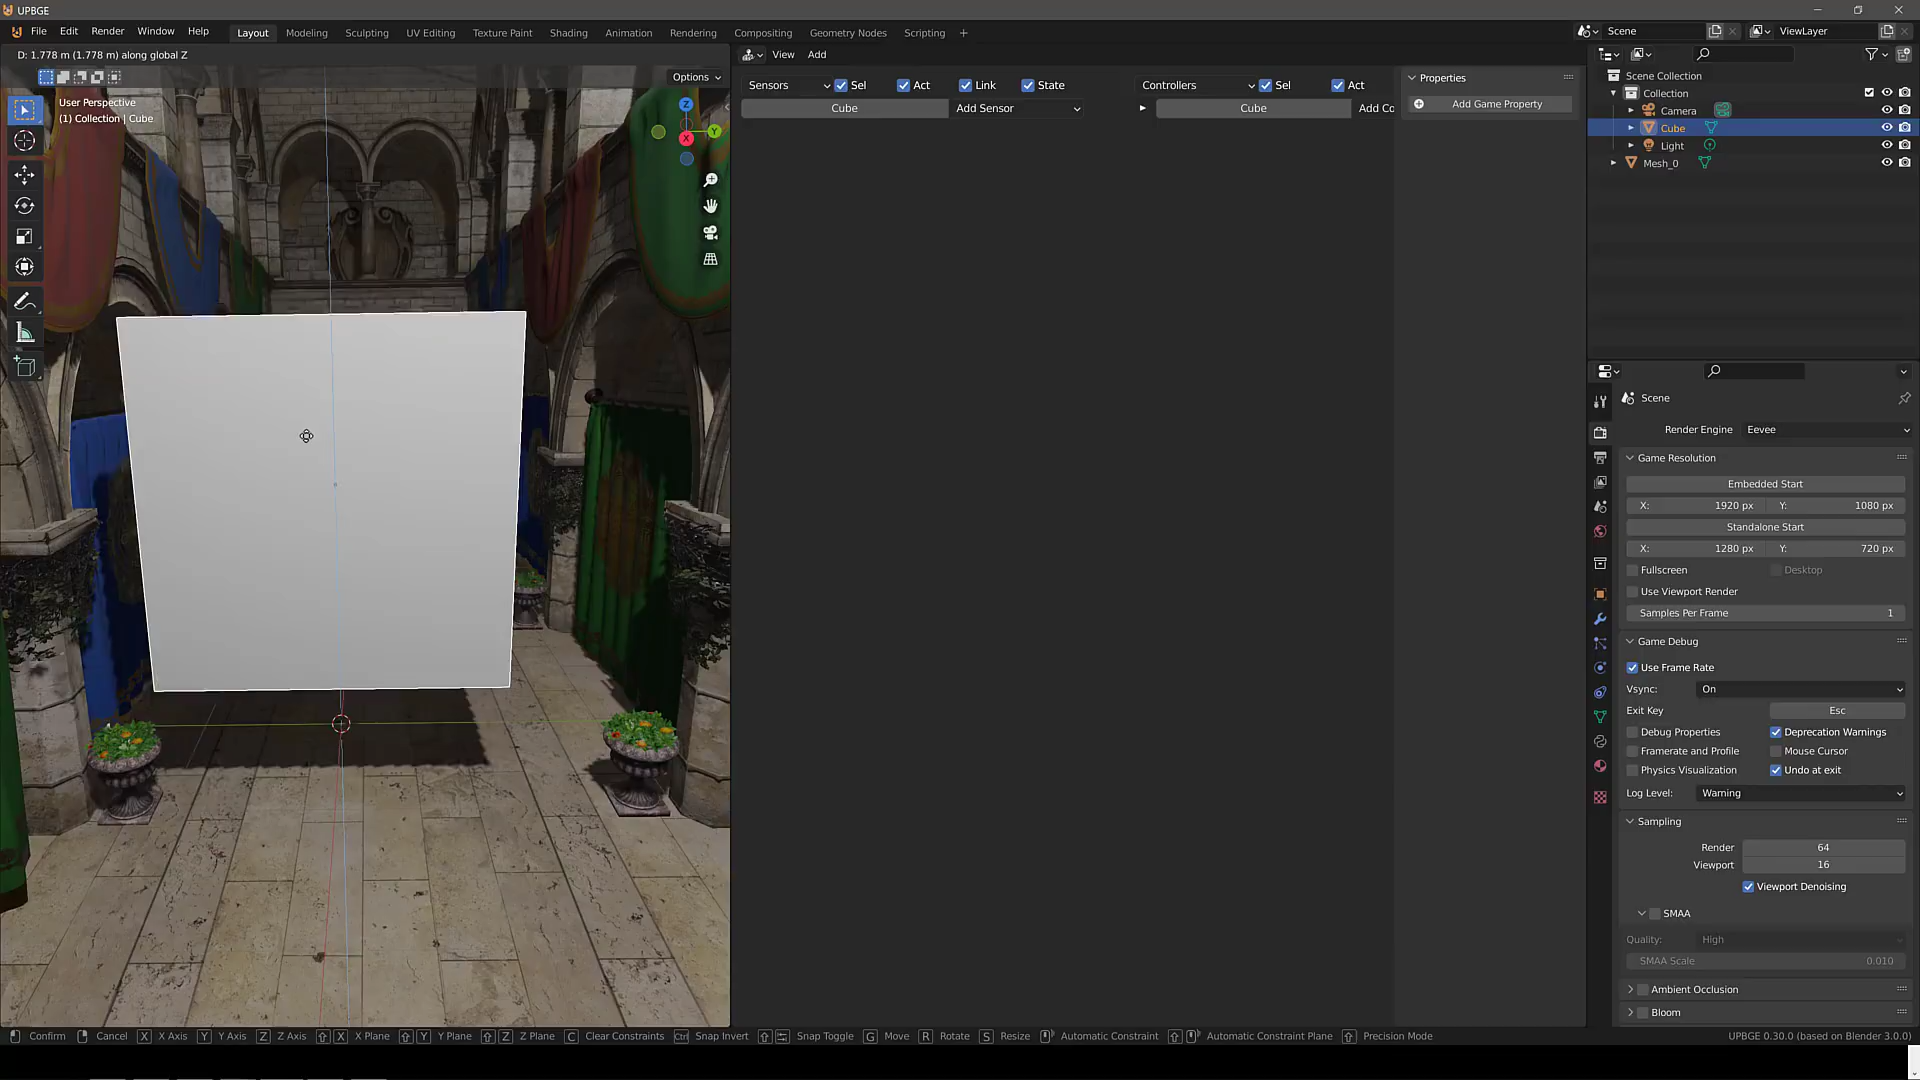 UPBGE
File Edit Render Window Help Layout Modeling Sculpting UV Editing Texture Paint Shading Animation Rendering Compositing Geometry Nodes Scripting + Scene ViewLayer
D: 1.778 m (1.778 m) along global Z
View Add
Options
User Perspective
(1) Collection | Cube
Z
Y
X
Sensors Sel Act Link State Controllers Sel Act
Cube Add Sensor Cube Add Co
Properties
Add Game Property
Scene Collection
Collection
Camera
Cube
Light
Mesh_0
Scene
Render Engine Eevee
Game Resolution
Embedded Start
X: 1920 px Y: 1080 px
Standalone Start
X: 1280 px Y: 720 px
Fullscreen Desktop
Use Viewport Render
Samples Per Frame 1
Game Debug
Use Frame Rate
Vsync: On
Exit Key Esc
Debug Properties Deprecation Warnings
Framerate and Profile Mouse Cursor
Physics Visualization Undo at exit
Log Level: Warning
Sampling
Render 64
Viewport 16
Viewport Denoising
SMAA
Quality: High
SMAA Scale 0.010
Ambient Occlusion
Bloom
Confirm Cancel X X Axis Y Y Axis Z Z Axis X X Plane Y Y Plane Z Z Plane C Clear Constraints Ctrl Snap Invert Snap Toggle G Move R Rotate S Resize Automatic Constraint Automatic Constraint Plane Precision Mode UPBGE 0.30.0 (based on Blender 3.0.0)